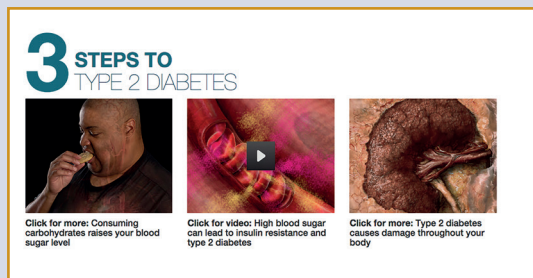 3 STEPS TO
TYPE 2 DIABETES
Click for more: Consuming
carbohydrates raises your blood
sugar level
Click for video: High blood sugar
can lead to insulin resistance and
type 2 diabetes
Click for more: Type 2 diabetes
causes damage throughout your
body